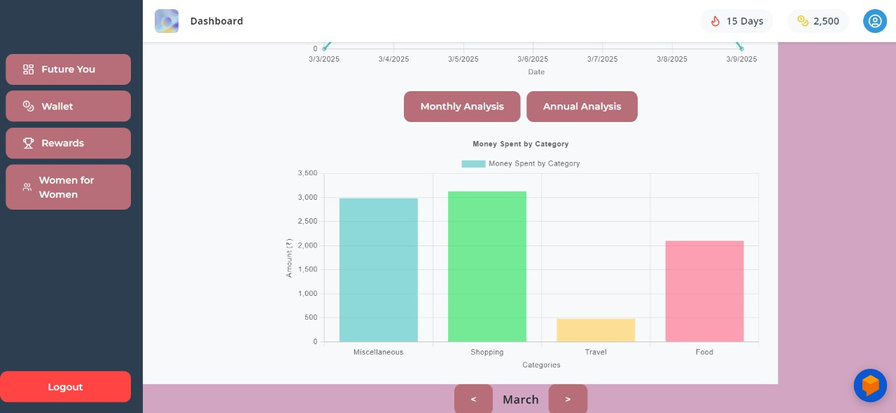 Dashboard
15 Days
2,500
Future You
Wallet
Rewards
Women for
Women
Logout
0
3/3/2025 3/4/2025 3/5/2025 3/6/2025 3/7/2025 3/8/2025 3/9/2025
Date
Monthly Analysis Annual Analysis
Money Spent by Category
Money Spent by Category
3,500
3,000
2,500
2,000
1,500
1,000
500
0
Amount (₹)
Miscellaneous Shopping Travel Food
Categories
< March >